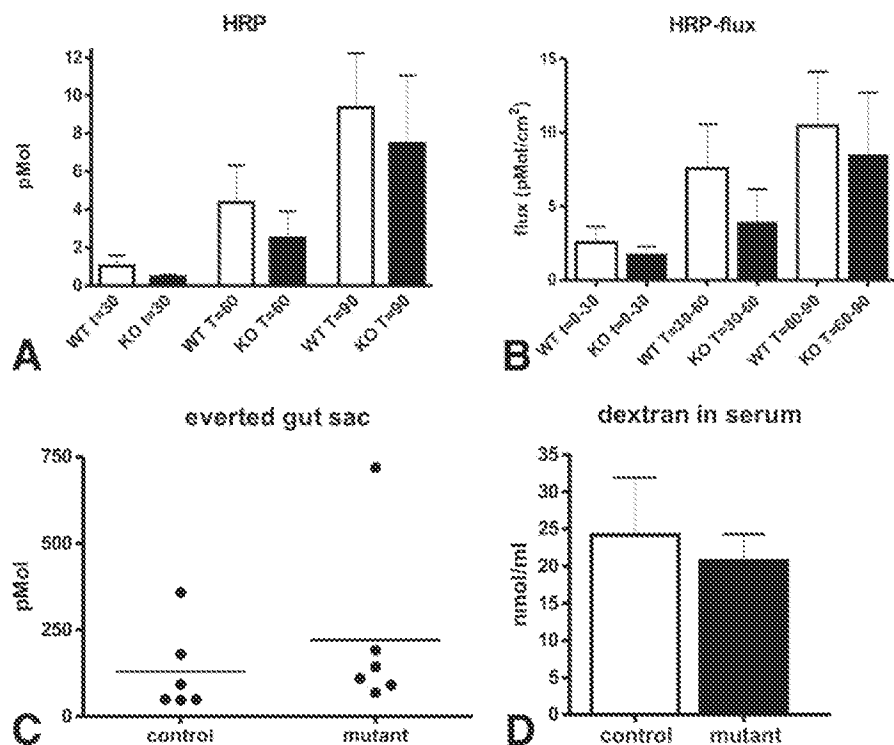 HRP
12
10
8
6
4
2
0
pMol
WT t=30
KO t=30
WT T=60
KO T=60
WT T=90
KO T=90
A
HRP-flux
15
10
5
0
flux (pMol/cm²)
WT t=0-30
KO t=0-30
WT T=30-60
KO T=30-60
WT T=60-90
KO T=60-90
B
everted gut sac
750
500
250
0
pMol
control
mutant
C
dextran in serum
35
30
25
20
15
10
5
0
nmol/ml
control
mutant
D